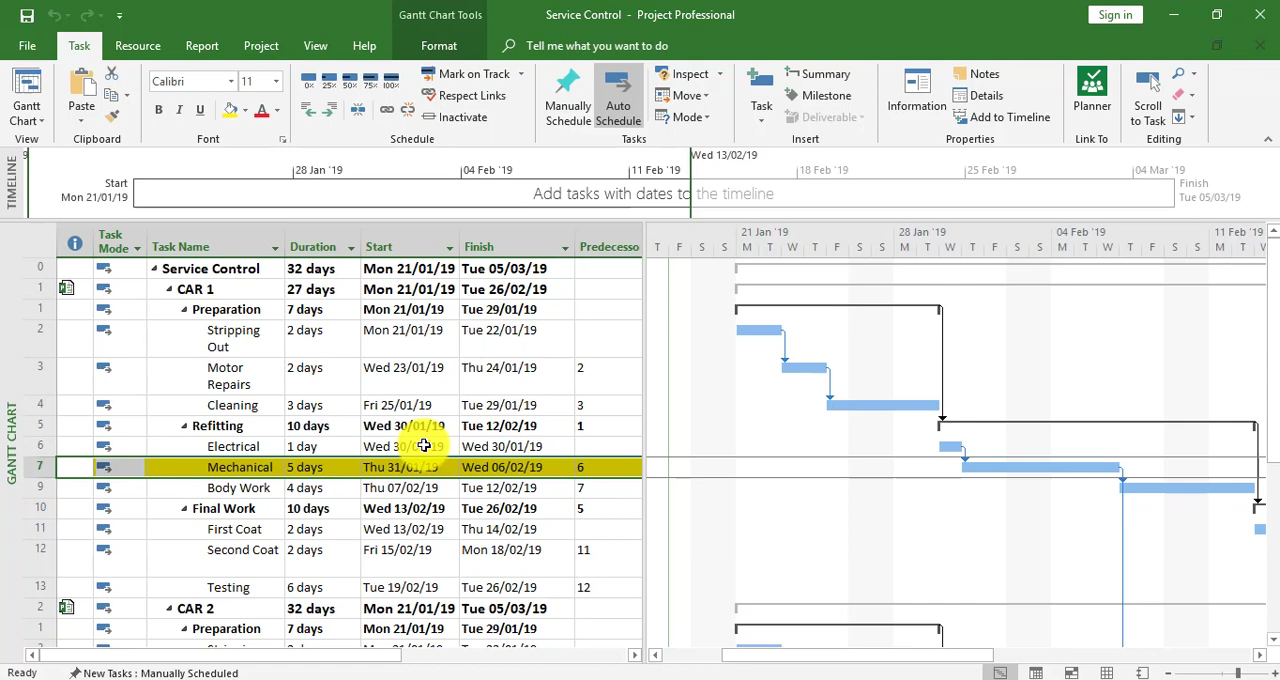 Gantt Chart Tools
Service Control - Project Professional
Sign in
File Task Resource Report Project View Help Format Tell me what you want to do
Gantt Chart
View
Paste
Clipboard
Calibri 11
B I U A
Font
0% 25% 50% 75% 100%
Mark on Track
Respect Links
Inactivate
Schedule
Manually Schedule
Auto Schedule
Inspect
Move
Mode
Tasks
Task
Summary
Milestone
Deliverable
Insert
Information
Notes
Details
Add to Timeline
Properties
Planner
Link To
Scroll to Task
Editing
TIMELINE
Wed 13/02/19
28 Jan '19 04 Feb '19 11 Feb '19 18 Feb '19 25 Feb '19 04 Mar '19
Start
Mon 21/01/19
Add tasks with dates to the timeline
Finish
Tue 05/03/19
GANTT CHART
Task Mode Task Name Duration Start Finish Predecesso
21 Jan '19 28 Jan '19 04 Feb '19 11 Feb '19
T F S S M T W T F S S M T W T F S S M T W T F S S M T W
0 Service Control 32 days Mon 21/01/19 Tue 05/03/19
1 CAR 1 27 days Mon 21/01/19 Tue 26/02/19
1 Preparation 7 days Mon 21/01/19 Tue 29/01/19
2 Stripping Out 2 days Mon 21/01/19 Tue 22/01/19
3 Motor Repairs 2 days Wed 23/01/19 Thu 24/01/19 2
4 Cleaning 3 days Fri 25/01/19 Tue 29/01/19 3
5 Refitting 10 days Wed 30/01/19 Tue 12/02/19 1
6 Electrical 1 day Wed 30/01/19 Wed 30/01/19
7 Mechanical 5 days Thu 31/01/19 Wed 06/02/19 6
9 Body Work 4 days Thu 07/02/19 Tue 12/02/19 7
10 Final Work 10 days Wed 13/02/19 Tue 26/02/19 5
11 First Coat 2 days Wed 13/02/19 Thu 14/02/19
12 Second Coat 2 days Fri 15/02/19 Mon 18/02/19 11
13 Testing 6 days Tue 19/02/19 Tue 26/02/19 12
2 CAR 2 32 days Mon 21/01/19 Tue 05/03/19
1 Preparation 7 days Mon 21/01/19 Tue 29/01/19
Ready New Tasks : Manually Scheduled